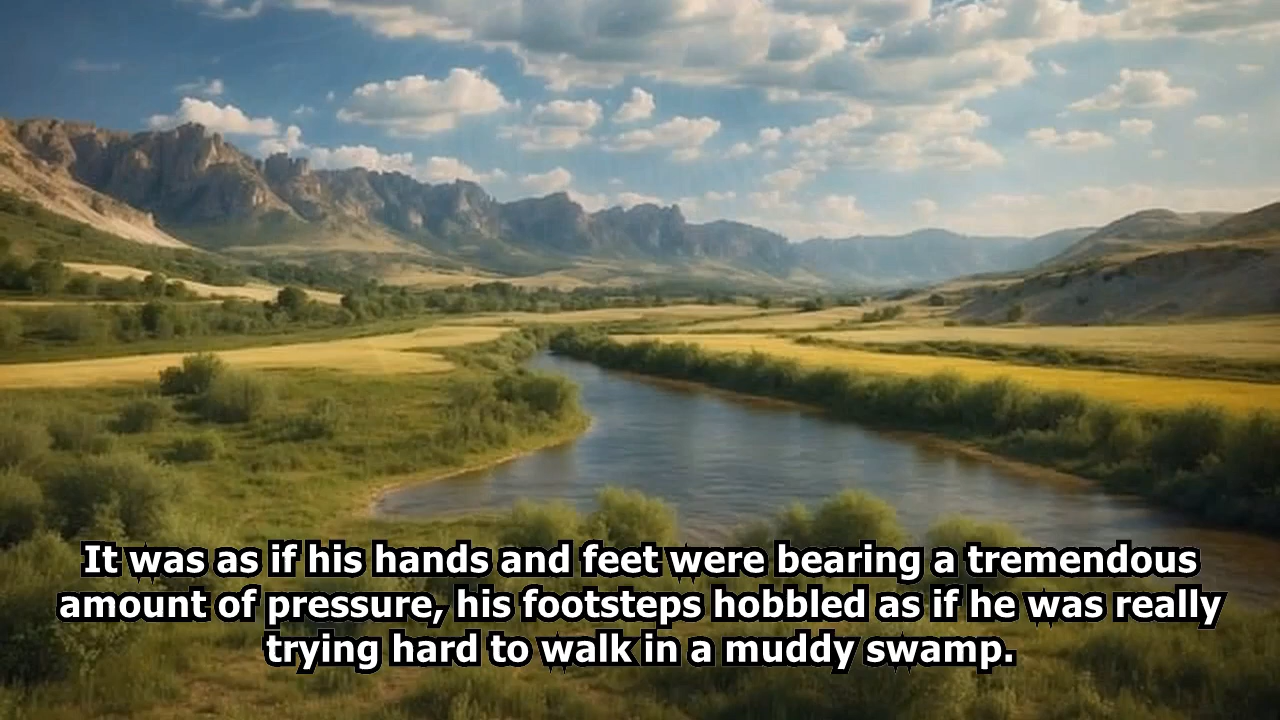 It was as if his hands and feet were bearing a tremendous
amount of pressure, his footsteps hobbled as if he was really
trying hard to walk in a muddy swamp.